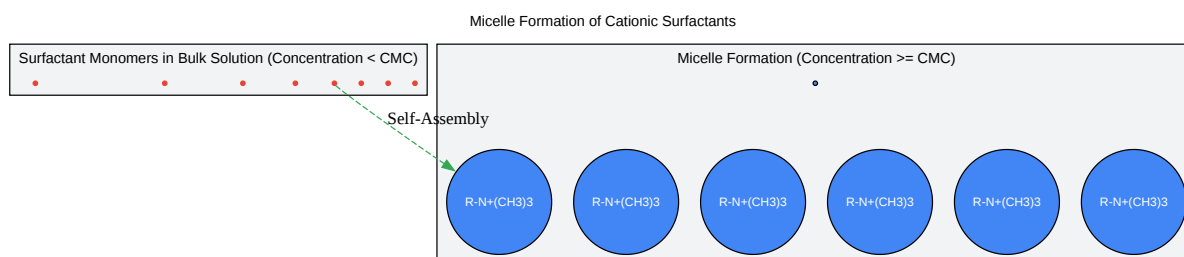 Micelle Formation of Cationic Surfactants
Surfactant Monomers in Bulk Solution (Concentration < CMC)
Micelle Formation (Concentration >= CMC)
Self-Assembly
R-N+(CH3)3
R-N+(CH3)3
R-N+(CH3)3
R-N+(CH3)3
R-N+(CH3)3
R-N+(CH3)3